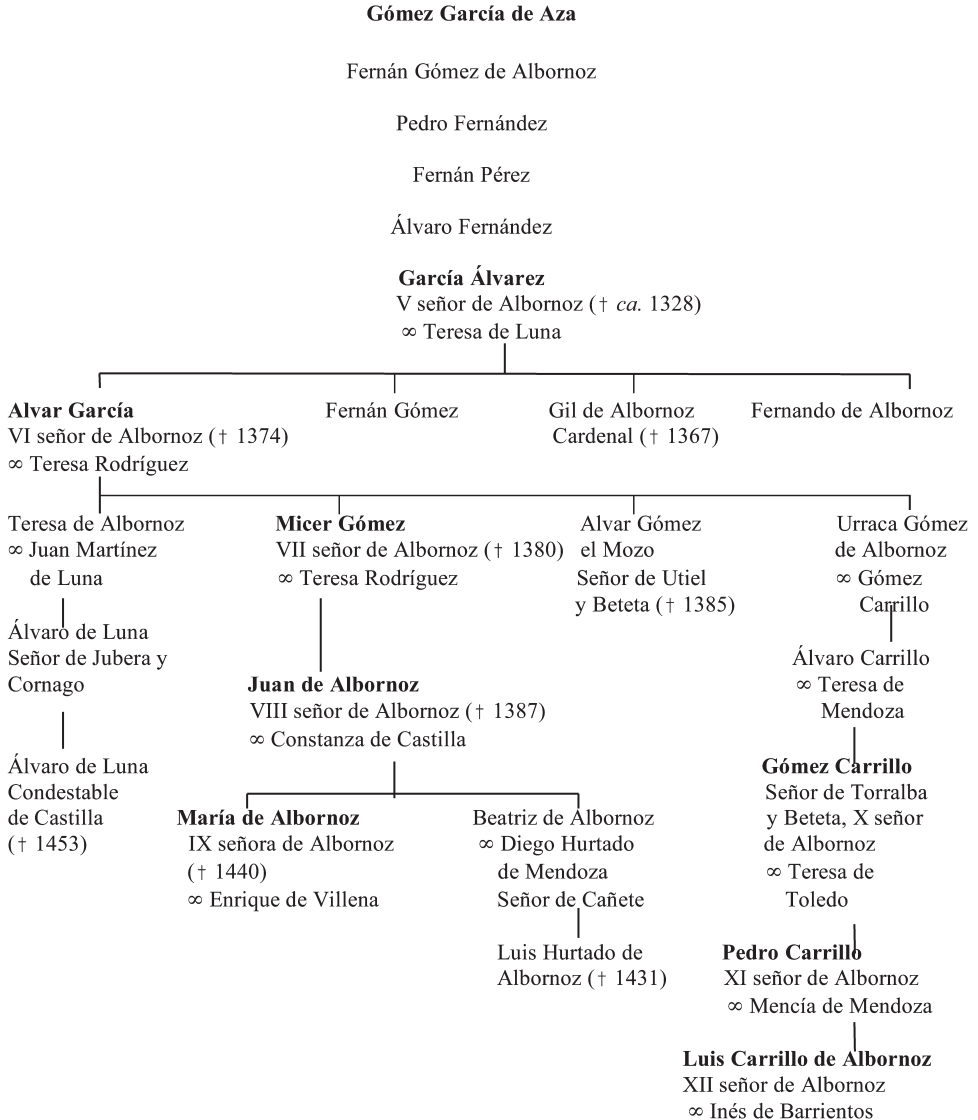 Gómez García de Aza
Fernán Gómez de Albornoz
Pedro Fernández
Fernán Pérez
Álvaro Fernández
García Álvarez
V señor de Albornoz († ca. 1328)
∞ Teresa de Luna
Alvar García
VI señor de Albornoz († 1374)
∞ Teresa Rodríguez
Fernán Gómez
Gil de Albornoz
Cardenal († 1367)
Fernando de Albornoz
Teresa de Albornoz
∞ Juan Martínez
de Luna
Álvaro de Luna
Señor de Jubera y
Cornago
Álvaro de Luna
Condestable
de Castilla
(† 1453)
Micer Gómez
VII señor de Albornoz († 1380)
∞ Teresa Rodríguez
Juan de Albornoz
VIII señor de Albornoz († 1387)
∞ Constanza de Castilla
María de Albornoz
IX señora de Albornoz
(† 1440)
∞ Enrique de Villena
Beatriz de Albornoz
∞ Diego Hurtado
de Mendoza
Señor de Cañete
Luis Hurtado de
Albornoz († 1431)
Alvar Gómez
el Mozo
Señor de Utiel
y Beteta († 1385)
Urraca Gómez
de Albornoz
∞ Gómez
Carrillo
Álvaro Carrillo
∞ Teresa de
Mendoza
Gómez Carrillo
Señor de Torralba
y Beteta, X señor
de Albornoz
∞ Teresa de
Toledo
Pedro Carrillo
XI señor de Albornoz
∞ Mencía de Mendoza
Luis Carrillo de Albornoz
XII señor de Albornoz
∞ Inés de Barrientos